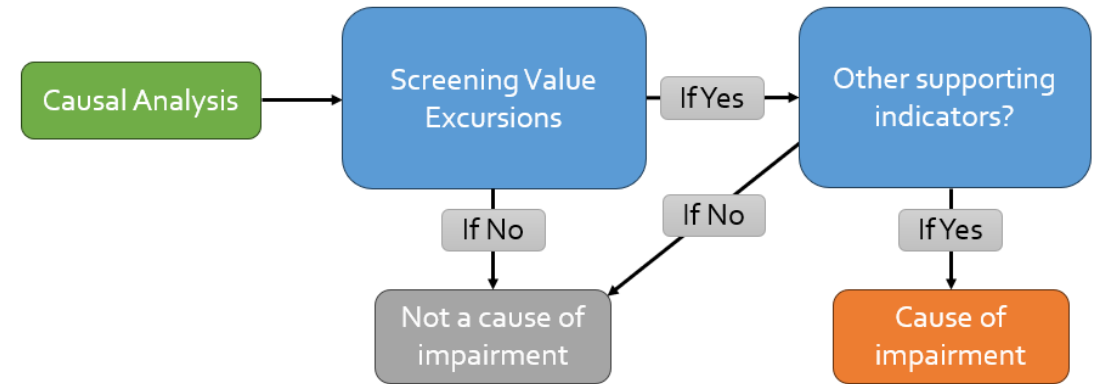 Causal Analysis
Screening Value
Excursions
If Yes
Other supporting
indicators?
If No
If No
If Yes
Not a cause of
impairment
Cause of
impairment